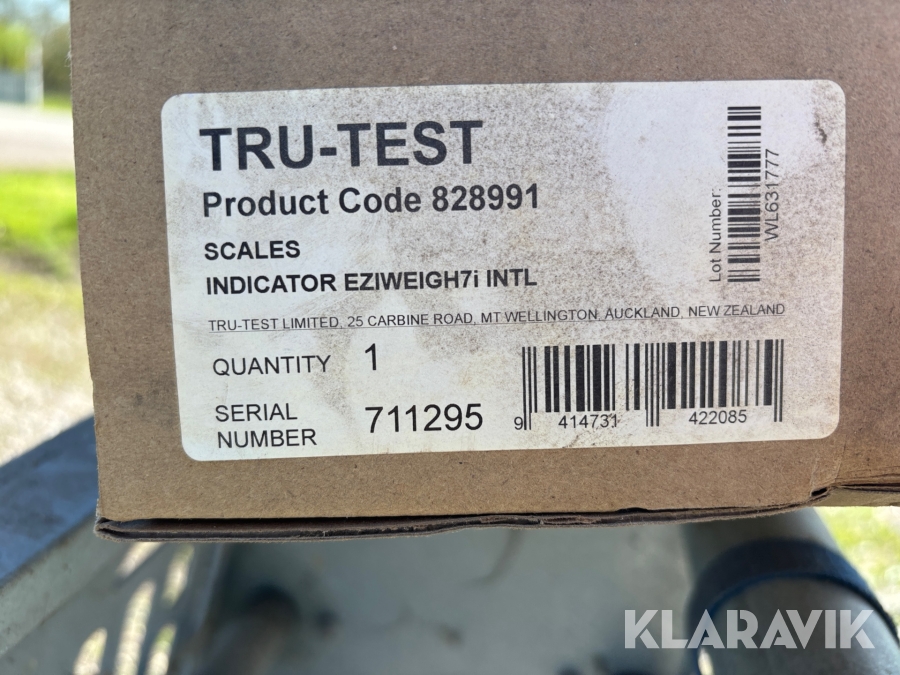 TRU-TEST
Product Code 828991
SCALES
INDICATOR EZIWEIGH7i INTL
TRU-TEST LIMITED, 25 CARBINE ROAD, MT WELLINGTON, AUCKLAND, NEW ZEALAND
QUANTITY 1
SERIAL NUMBER 711295
9 414731 422085
Lot Number:
WL631777
KLARAVIK